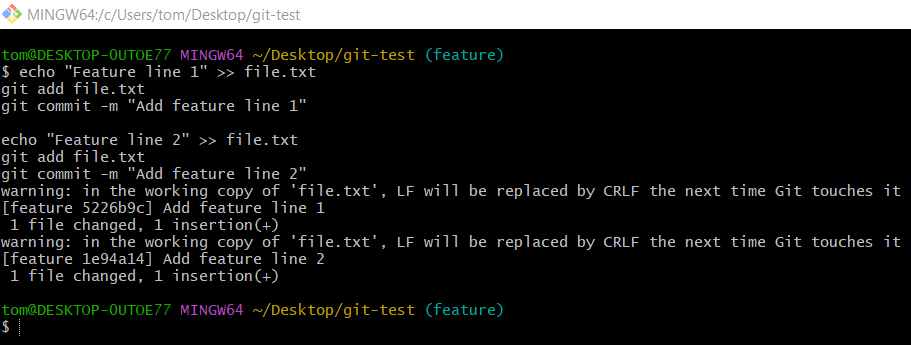 MINGW64:/c/Users/tom/Desktop/git-test
tom@DESKTOP-OUTOE77 MINGW64 ~/Desktop/git-test (feature)
$ echo "Feature line 1" >> file.txt
git add file.txt
git commit -m "Add feature line 1"
echo "Feature line 2" >> file.txt
git add file.txt
git commit -m "Add feature line 2"
warning: in the working copy of 'file.txt', LF will be replaced by CRLF the next time Git touches it
[feature 5226b9c] Add feature line 1
 1 file changed, 1 insertion(+)
warning: in the working copy of 'file.txt', LF will be replaced by CRLF the next time Git touches it
[feature 1e94a14] Add feature line 2
 1 file changed, 1 insertion(+)
tom@DESKTOP-OUTOE77 MINGW64 ~/Desktop/git-test (feature)
$